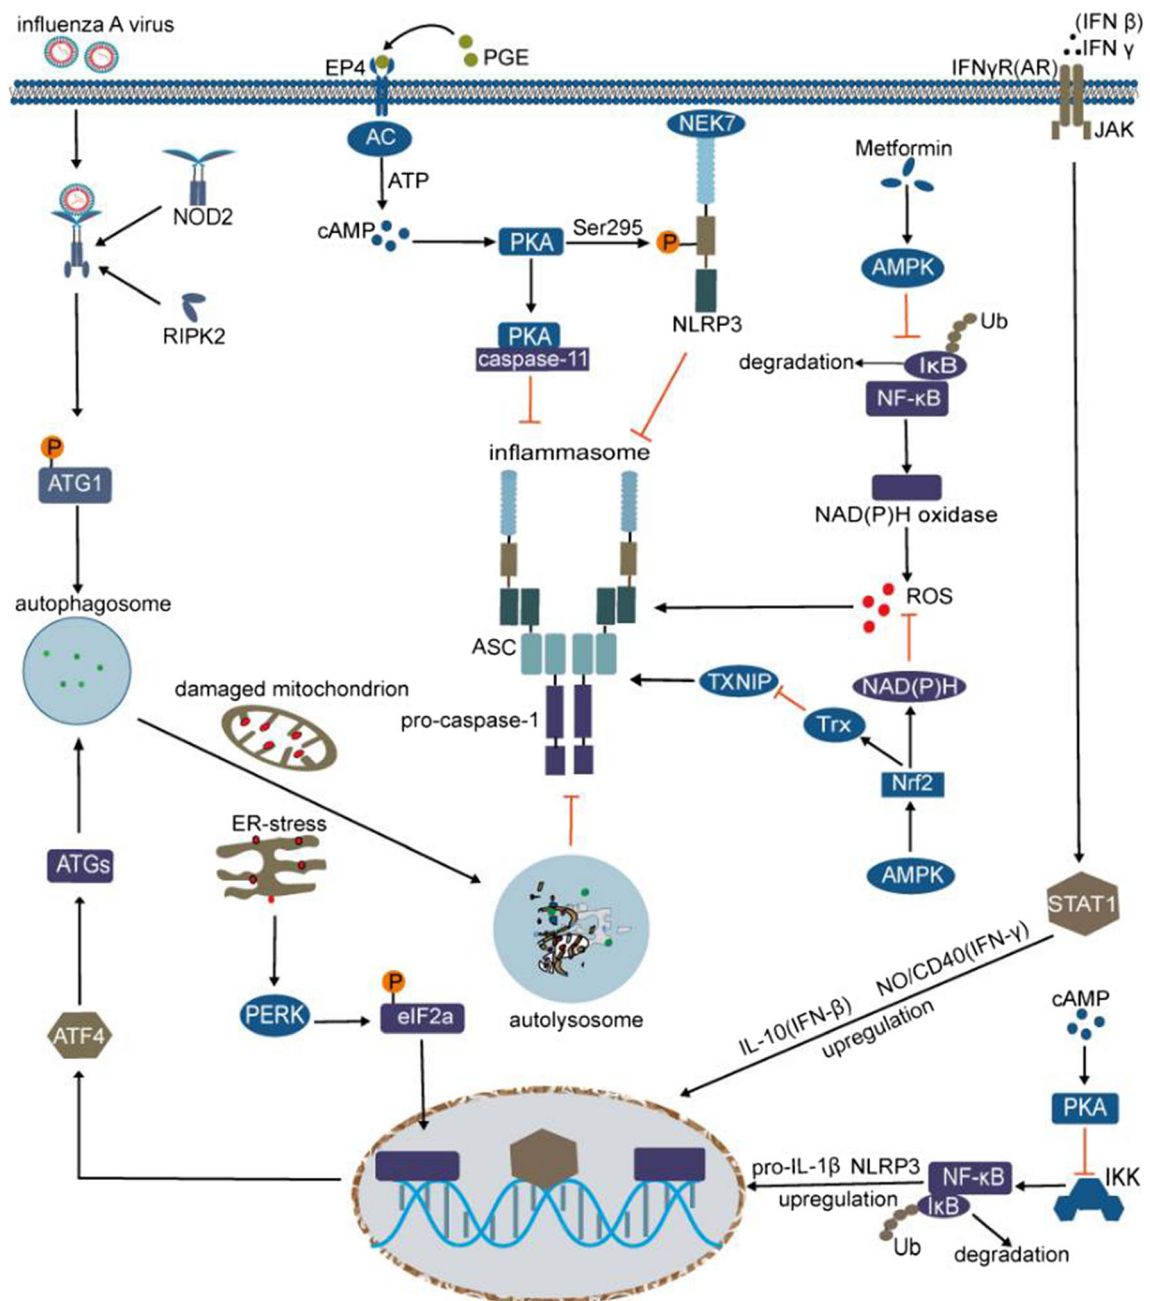 influenza A virus
PGE
EP4
(IFN β)
IFN γ
IFNγR(AR)
JAK
AC
ATP
cAMP
PKA
Ser295
P
NEK7
NLRP3
Metformin
AMPK
Ub
IκB
degradation
NF-κB
NAD(P)H oxidase
ROS
NOD2
RIPK2
PKA
caspase-11
inflammasome
P
ATG1
autophagosome
ASC
pro-caspase-1
TXNIP
NAD(P)H
Trx
Nrf2
AMPK
damaged mitochondrion
ER-stress
ATGs
PERK
P
eIF2a
ATF4
autolysosome
STAT1
IL-10(IFN-β) NO/CD40(IFN-γ)
upregulation
cAMP
PKA
IKK
NF-κB
IκB
Ub
degradation
pro-IL-1β NLRP3
upregulation